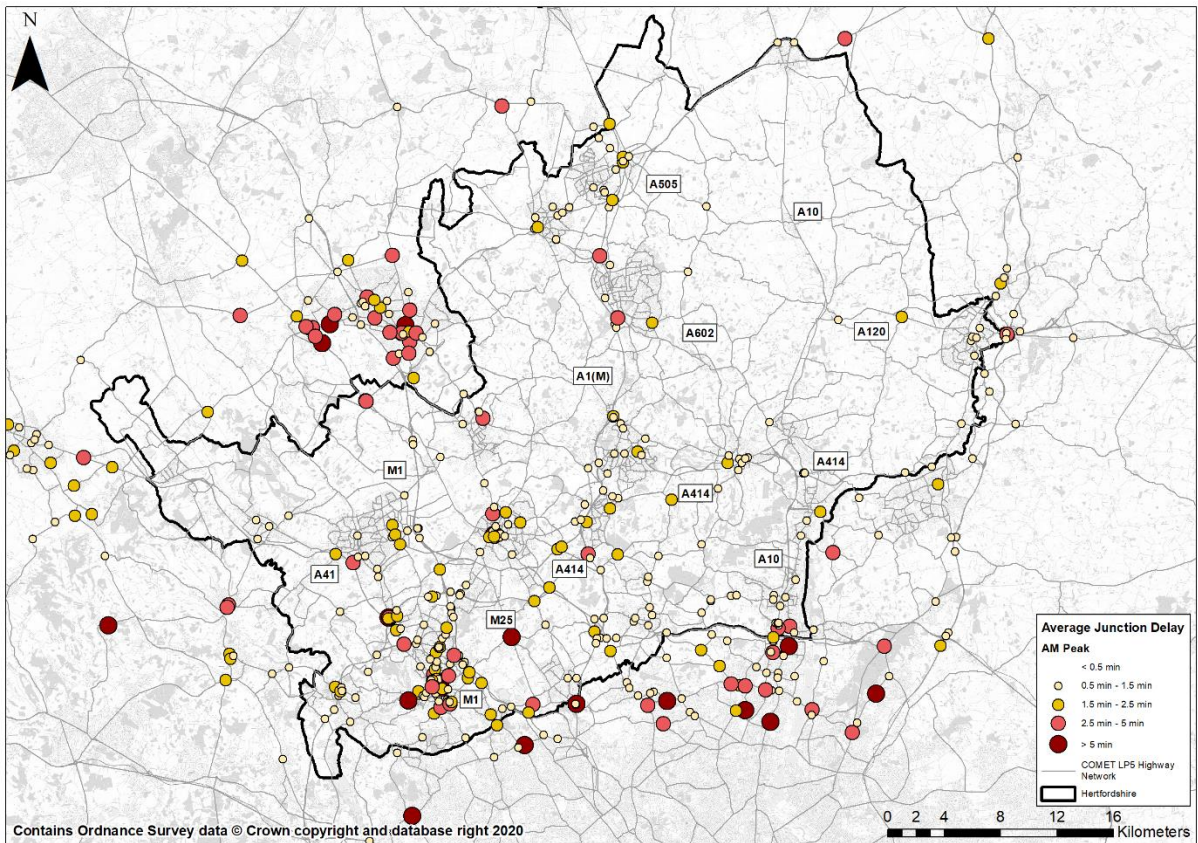 N
A505
A10
A602
A120
A1(M)
M1
A414
A414
A10
A41
A414
M25
M1
Average Junction Delay
AM Peak
< 0.5 min
0.5 min - 1.5 min
1.5 min - 2.5 min
2.5 min - 5 min
> 5 min
COMET LP5 Highway
Network
Hertfordshire
Contains Ordnance Survey data © Crown copyright and database right 2020
0 2 4 8 12 16
Kilometers